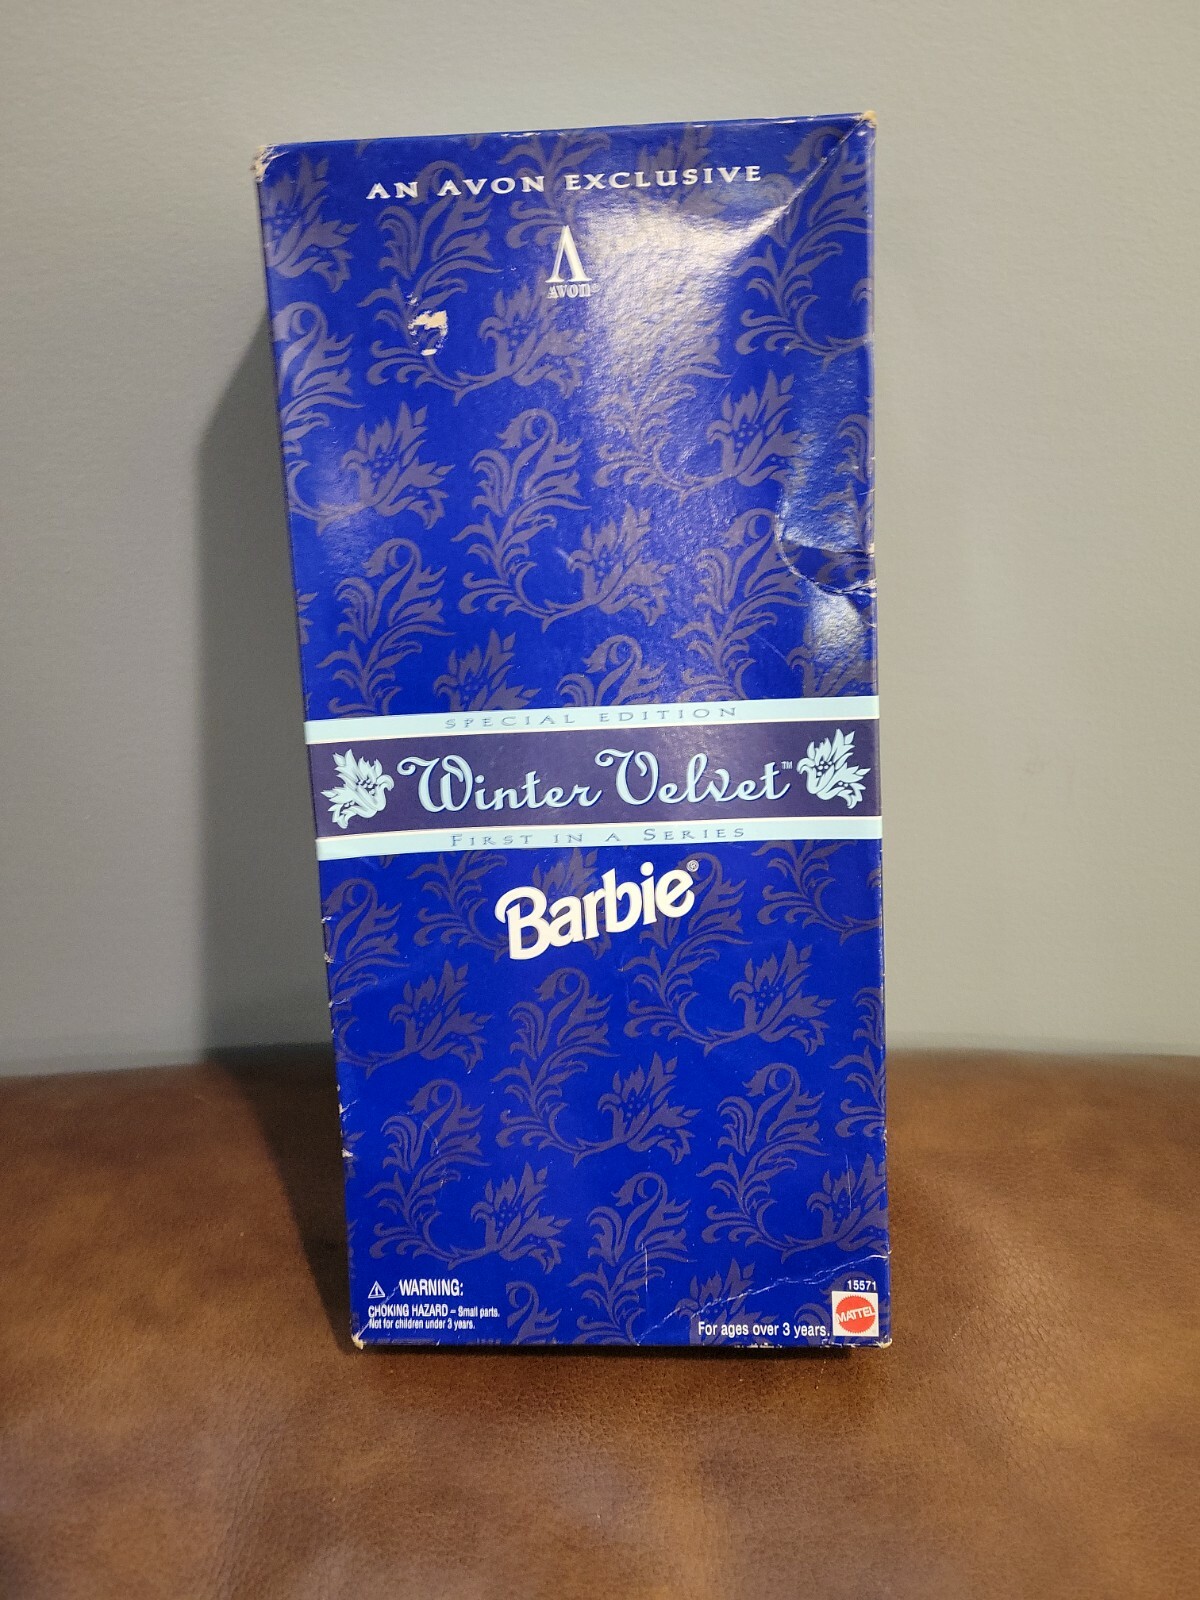 AN AVON EXCLUSIVE
AVON®
SPECIAL EDITION
Winter Velvet™
FIRST IN A SERIES
Barbie®
⚠ WARNING:
CHOKING HAZARD – Small parts.
Not for children under 3 years.
15571
For ages over 3 years.
MATTEL